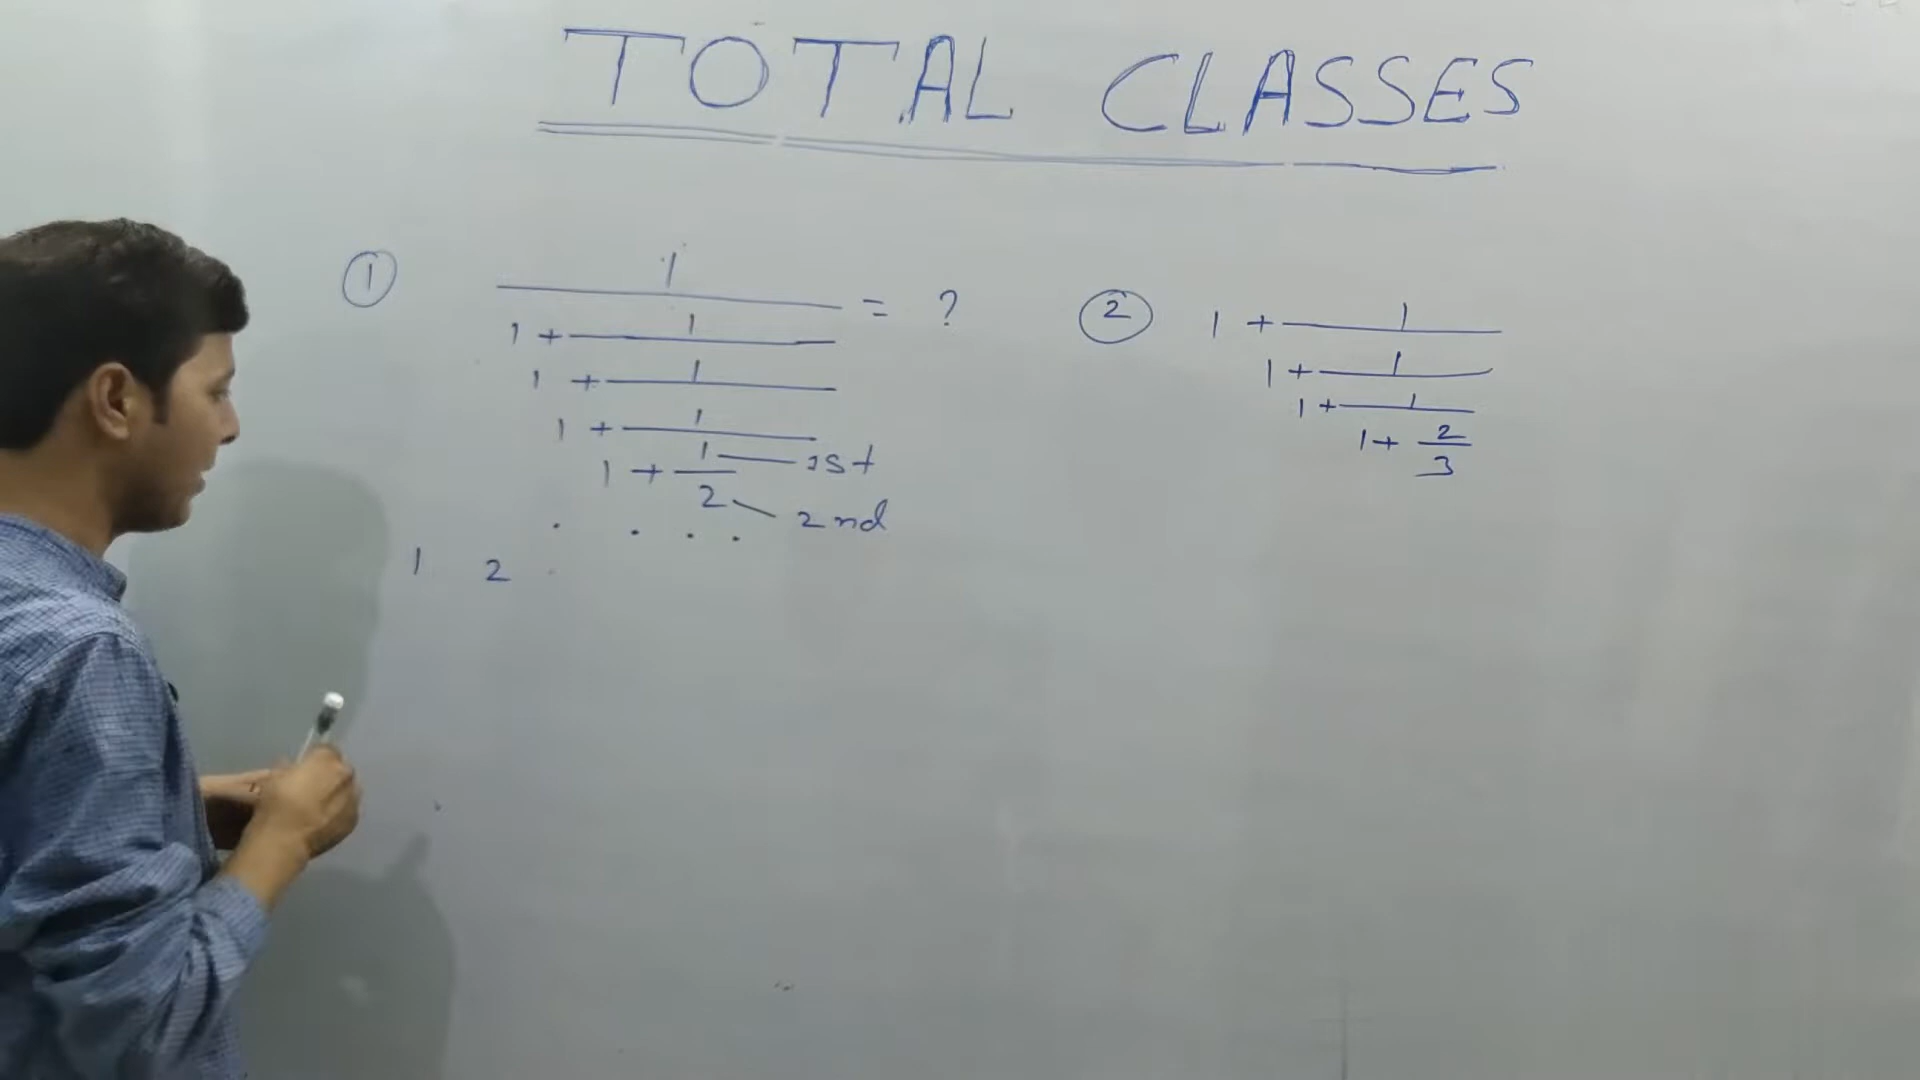 TOTAL CLASSES
① 1 = ?
1 + 1
1 + 1
1 + 1
1 + 1 1st
2 2nd
. . . .
1 2
② 1 + 1
1 + 1
1 + 1
1 + 2
3